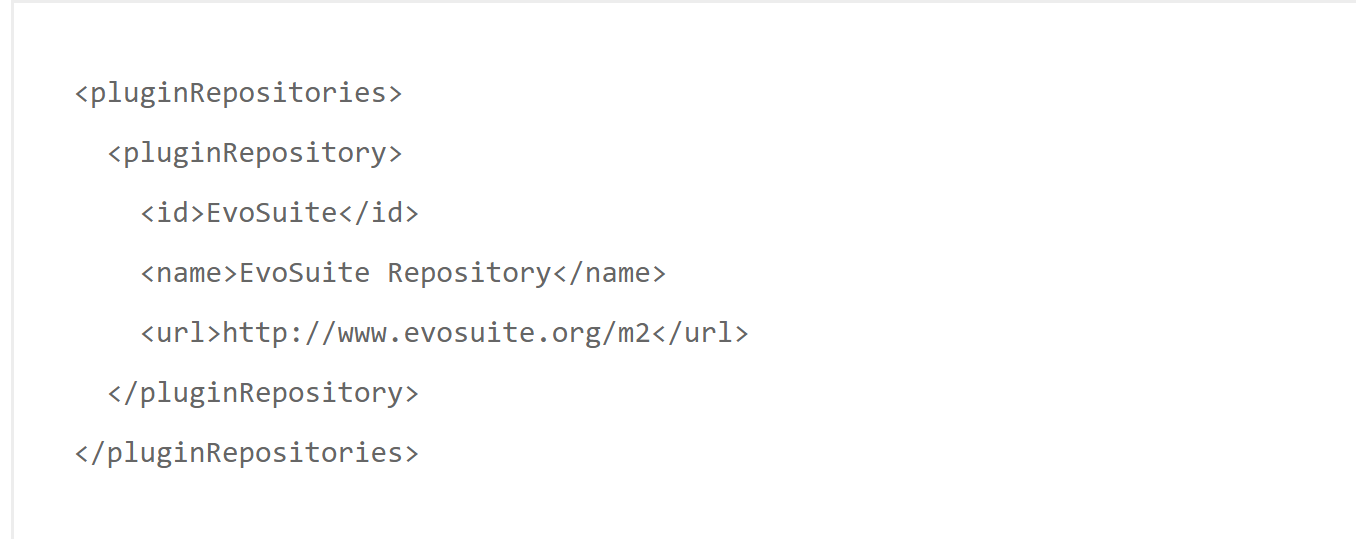 <pluginRepositories>
  <pluginRepository>
    <id>EvoSuite</id>
    <name>EvoSuite Repository</name>
    <url>http://www.evosuite.org/m2</url>
  </pluginRepository>
</pluginRepositories>